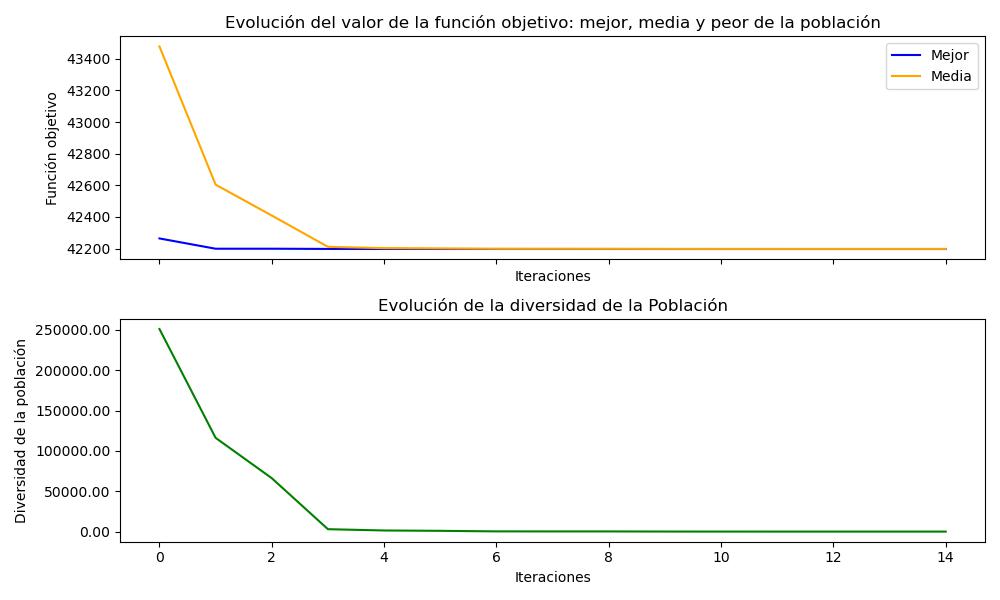 Evolución del valor de la función objetivo: mejor, media y peor de la población
Función objetivo
43400
43200
43000
42800
42600
42400
42200
Mejor
Media
Iteraciones
Evolución de la diversidad de la Población
Diversidad de la población
250000.00
200000.00
150000.00
100000.00
50000.00
0.00
0 2 4 6 8 10 12 14
Iteraciones